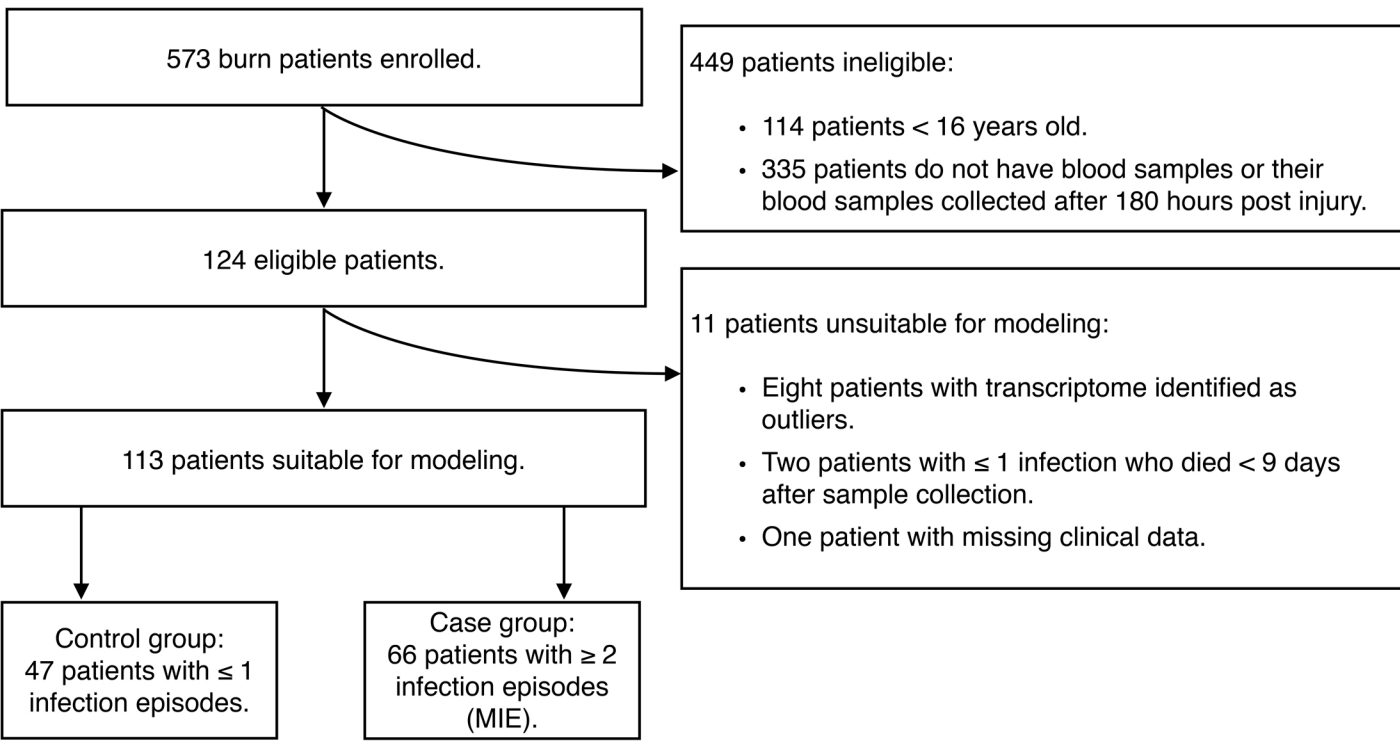 573 burn patients enrolled.
449 patients ineligible:
• 114 patients < 16 years old.
• 335 patients do not have blood samples or their
blood samples collected after 180 hours post injury.
124 eligible patients.
11 patients unsuitable for modeling:
• Eight patients with transcriptome identified as
outliers.
• Two patients with ≤ 1 infection who died < 9 days
after sample collection.
• One patient with missing clinical data.
113 patients suitable for modeling.
Control group:
47 patients with ≤ 1
infection episodes.
Case group:
66 patients with ≥ 2
infection episodes
(MIE).